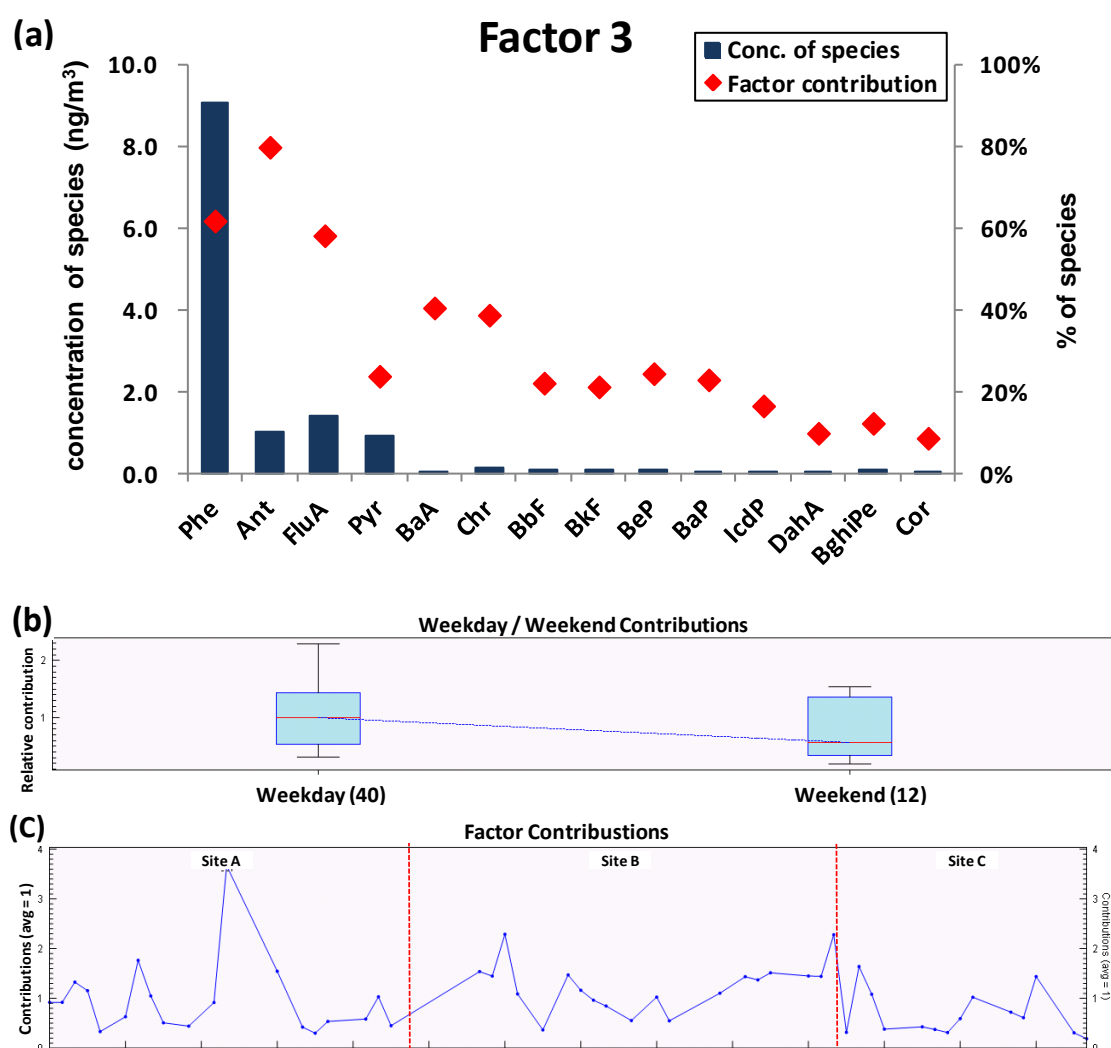 (a)
Factor 3
Conc. of species
Factor contribution
concentration of species (ng/m³)
10.0
8.0
6.0
4.0
2.0
0.0
100%
80%
60%
40%
20%
0%
% of species
Phe Ant FluA Pyr BaA Chr BbF BkF BeP BaP IcdP DahA BghiPe Cor
(b)
Weekday / Weekend Contributions
Relative contribution
2
1
Weekday (40) Weekend (12)
(C)
Factor Contribustions
Site A Site B Site C
Contributions (avg = 1)
4
3
2
1
0
4
3
2
1
0
Contributions (avg = 1)